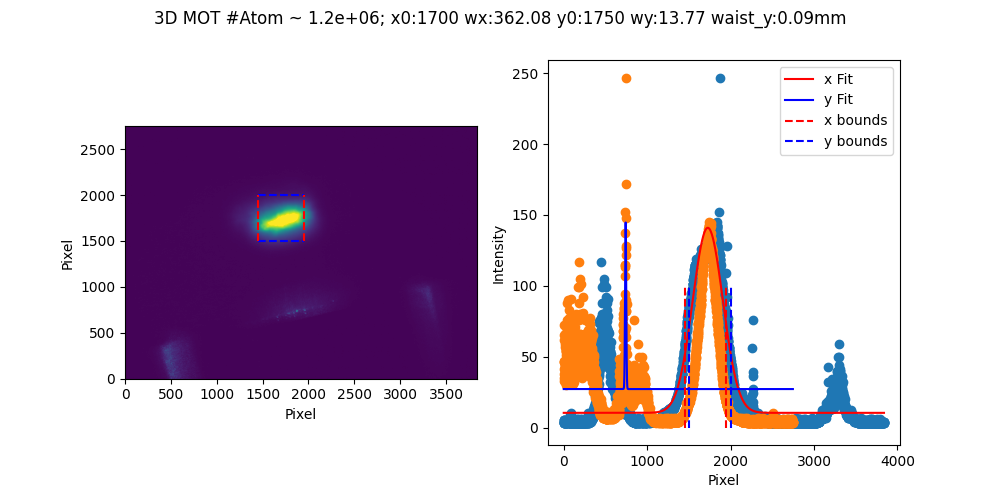 3D MOT #Atom ~ 1.2e+06; x0:1700 wx:362.08 y0:1750 wy:13.77 waist_y:0.09mm
2500
2000
1500
1000
500
0
Pixel
0 500 1000 1500 2000 2500 3000 3500
Pixel
250
200
150
100
50
0
Intensity
0 1000 2000 3000 4000
Pixel
x Fit
y Fit
x bounds
y bounds